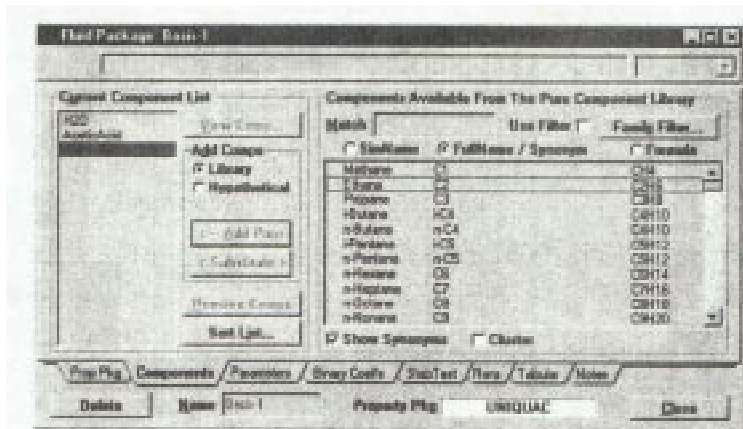 Fluid Package: Basis-1
Current Component List
H2O
AceticAcid
View Comp...
Add Comps
Library
Hypothetical
<-- Add Pure
<-Substitute->
Remove Comps
Sort List...
Components Available From The Pure Component Library
Match
Use Filter
Family Filter...
SimName
FullName / Synonym
Formula
Methane C1 CH4
Ethane C2 C2H6
Propane C3 C3H8
i-Butane i-C4 C4H10
n-Butane n-C4 C4H10
i-Pentane i-C5 C5H12
n-Pentane n-C5 C5H12
n-Hexane C6 C6H14
n-Heptane C7 C7H16
n-Octane C8 C8H18
n-Nonane C9 C9H20
Show Synonyms
Cluster
Prop Pkg Components Parameters Binary Coeffs StabTest Rxns Tabular Notes
Delete Name Basis-1 Property Pkg UNIQUAC Close